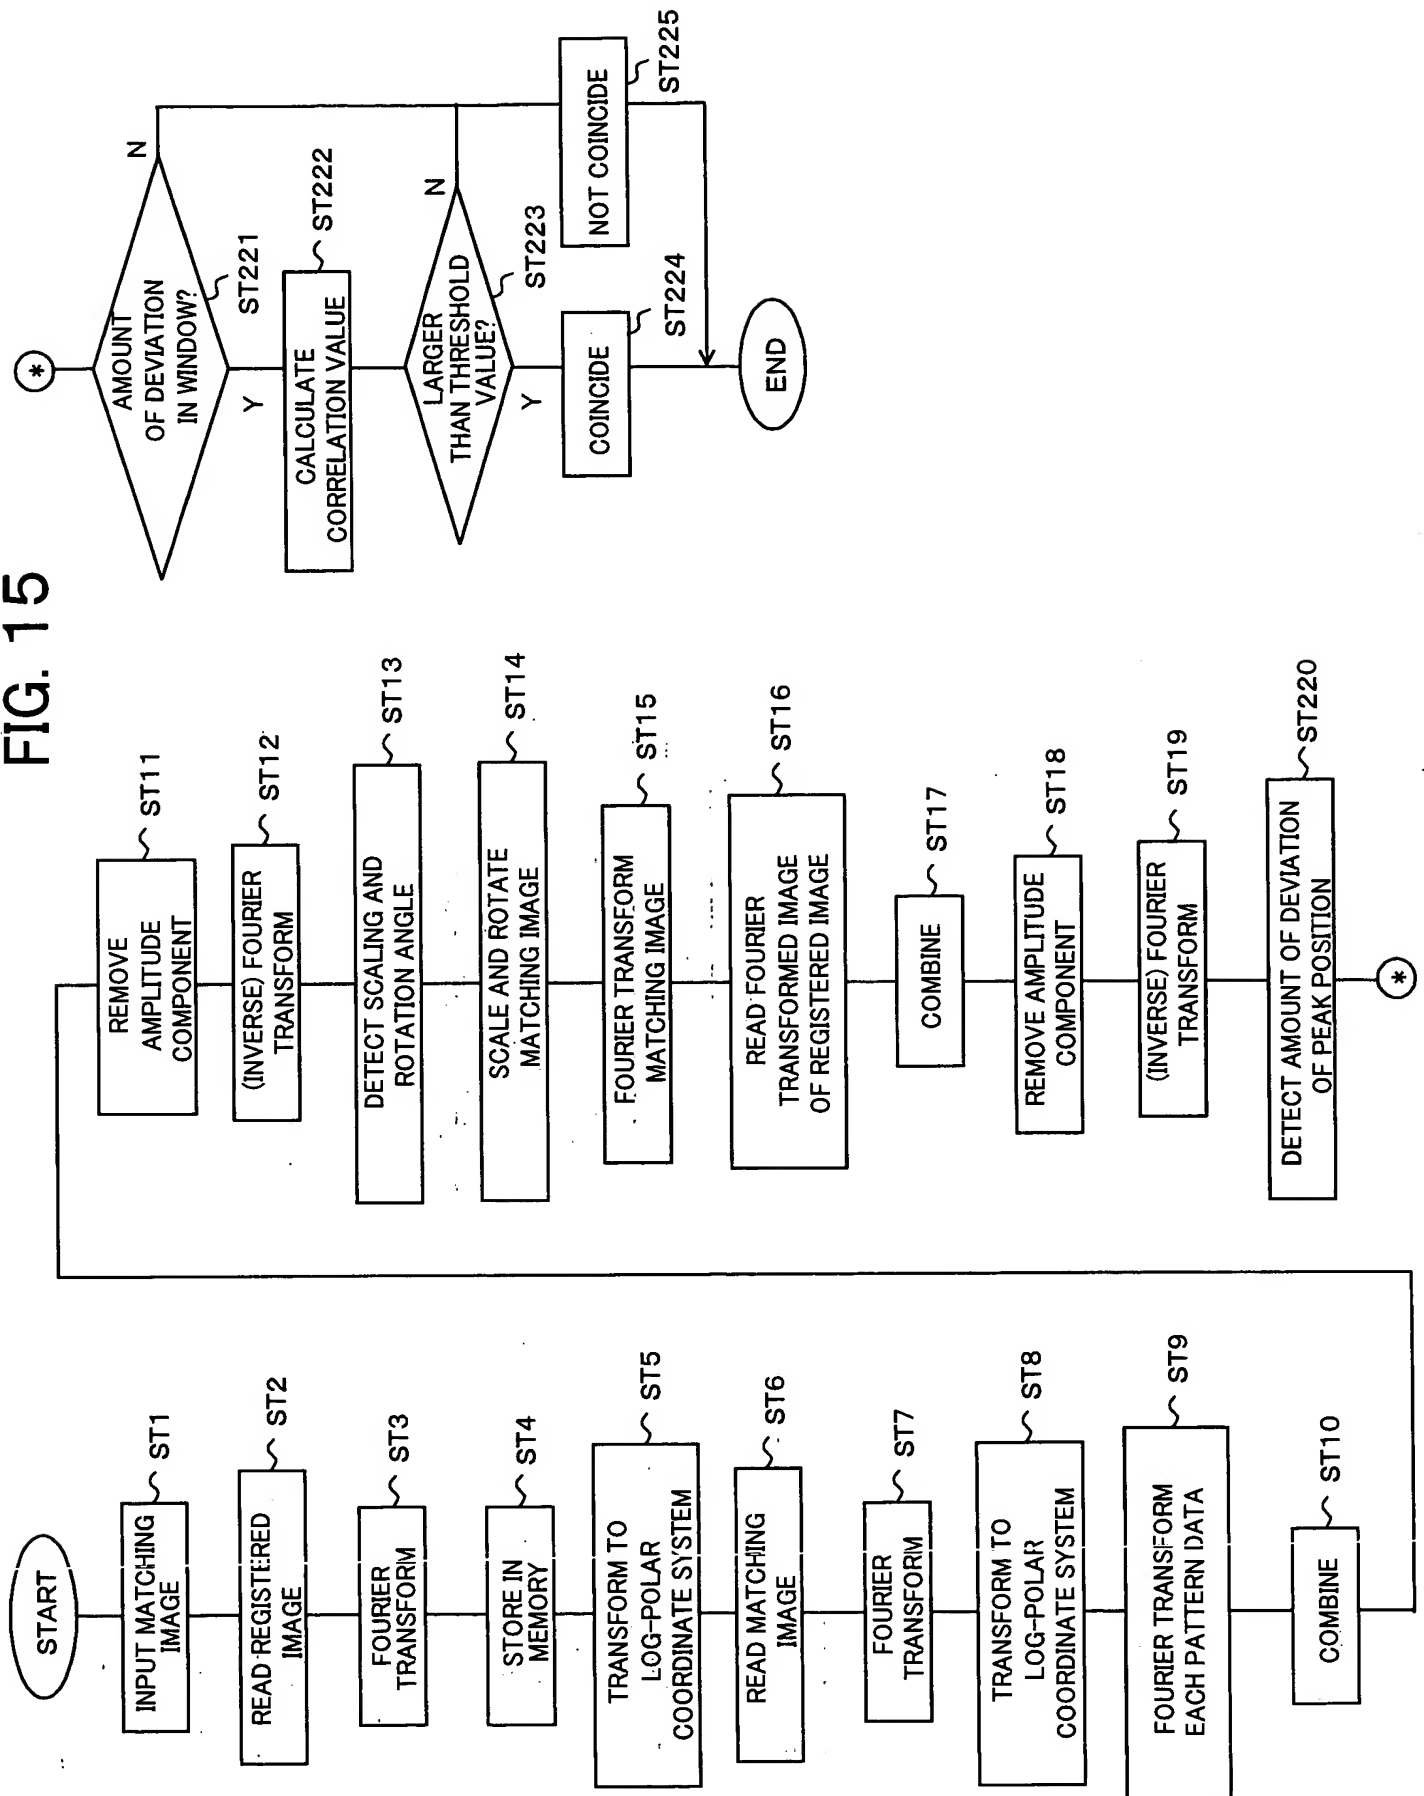 FIG. 15
START
INPUT MATCHING
IMAGE
ST1
READ REGISTERED
IMAGE
ST2
FOURIER
TRANSFORM
ST3
STORE IN
MEMORY
ST4
TRANSFORM TO
LOG-POLAR
COORDINATE SYSTEM
ST5
READ MATCHING
IMAGE
ST6
FOURIER
TRANSFORM
ST7
TRANSFORM TO
LOG-POLAR
COORDINATE SYSTEM
ST8
FOURIER TRANSFORM
EACH PATTERN DATA
ST9
COMBINE
ST10
REMOVE
AMPLITUDE
COMPONENT
ST11
(INVERSE) FOURIER
TRANSFORM
ST12
DETECT SCALING AND
ROTATION ANGLE
ST13
SCALE AND ROTATE
MATCHING IMAGE
ST14
FOURIER TRANSFORM
MATCHING IMAGE
ST15
READ FOURIER
TRANSFORMED IMAGE
OF REGISTERED IMAGE
ST16
COMBINE
ST17
REMOVE AMPLITUDE
COMPONENT
ST18
(INVERSE) FOURIER
TRANSFORM
ST19
DETECT AMOUNT OF DEVIATION
OF PEAK POSITION
ST220
*
*
AMOUNT
OF DEVIATION
IN WINDOW?
ST221
N
Y
CALCULATE
CORRELATION VALUE
ST222
LARGER
THAN THRESHOLD
VALUE?
ST223
N
Y
COINCIDE
ST224
NOT COINCIDE
ST225
END